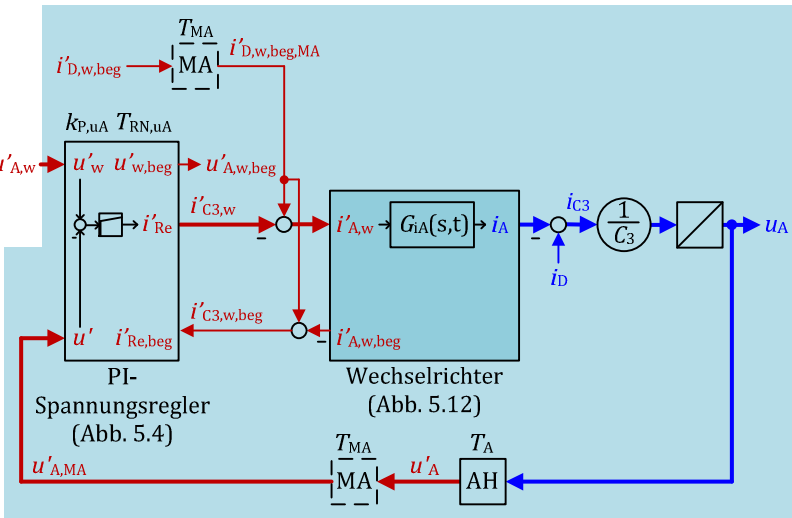 T_MA
i'_D,w,beg MA i'_D,w,beg,MA
k_P,uA T_RN,uA
u'_A,w u'_w u'_w,beg u'_A,w,beg
i'_C3,w
- i'_Re - i'_A,w G_iA(s,t) i_A - i_C3 1/C_3 u_A
i_D
i'_C3,w,beg
u' i'_Re,beg - i'_A,w,beg
PI-
Spannungsregler
(Abb. 5.4)
Wechselrichter
(Abb. 5.12)
T_MA T_A
u'_A,MA MA u'_A AH